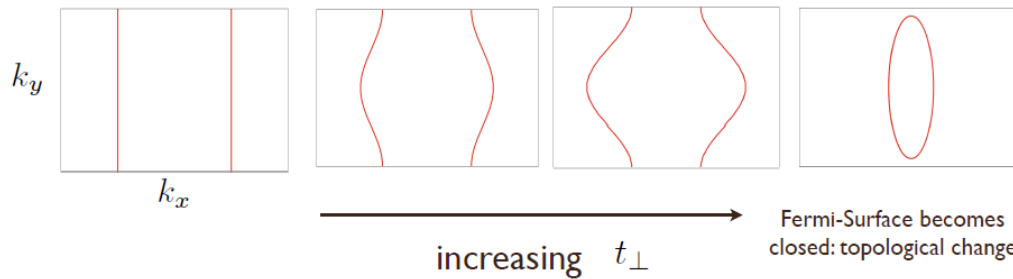 k_y
k_x
increasing t_⊥
Fermi-Surface becomes
closed: topological change